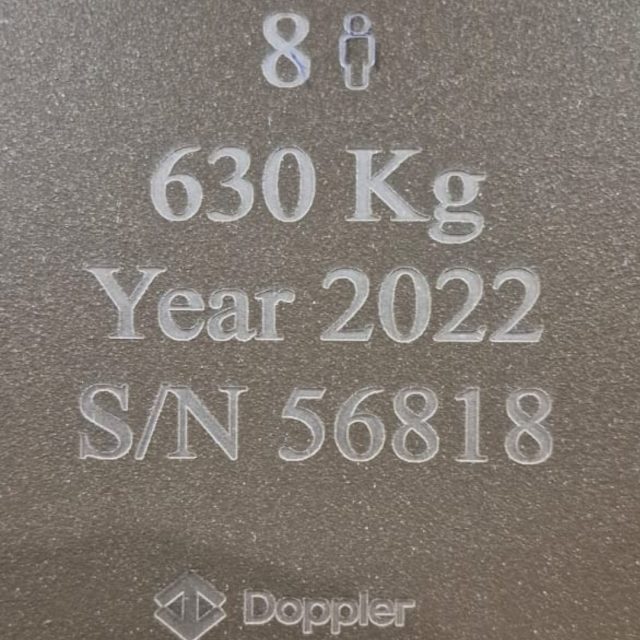 8
630 Kg
Year 2022
S/N 56818
Doppler